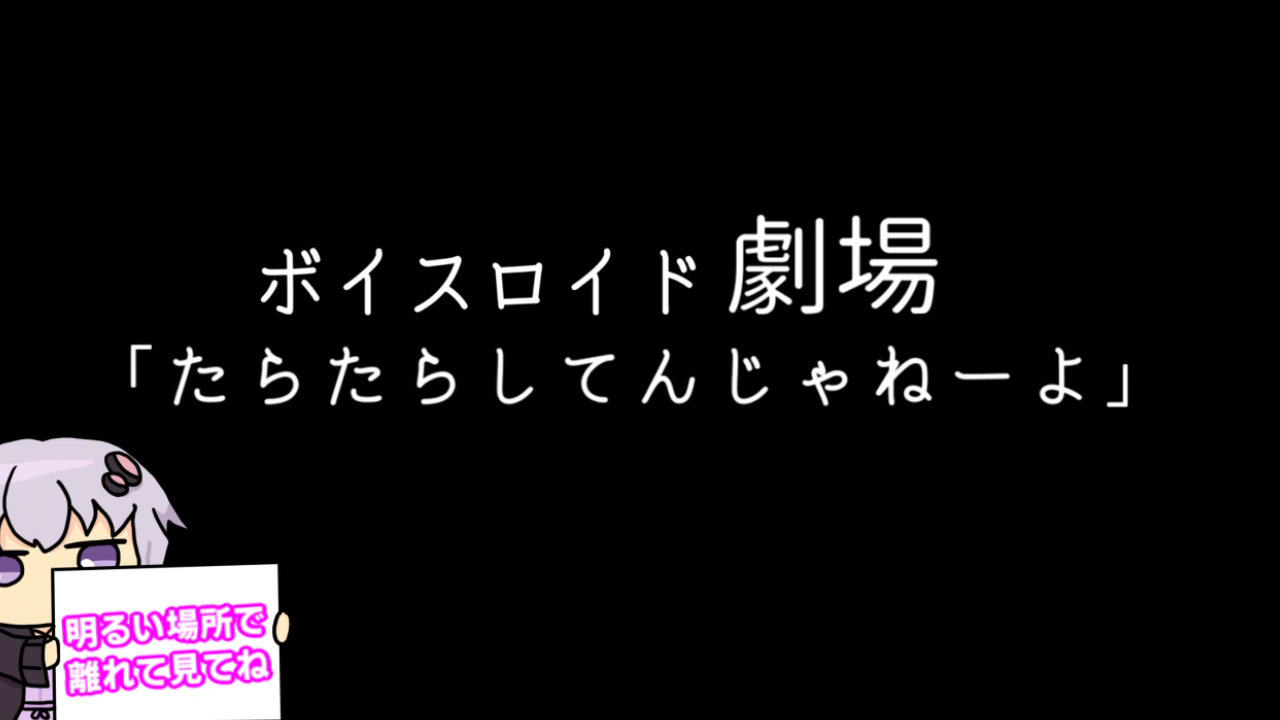 ボイスロイド劇場
「たらたらしてんじゃねーよ」
明るい場所で
離れて見てね